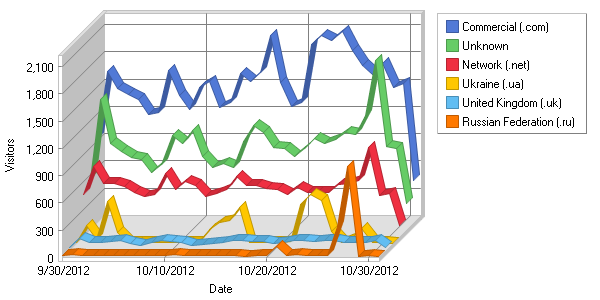 Commercial (.com)
Unknown
Network (.net)
Ukraine (.ua)
United Kingdom (.uk)
Russian Federation (.ru)
2,100
1,800
1,500
1,200
900
600
300
0
Visitors
9/30/2012
10/10/2012
10/20/2012
10/30/2012
Date